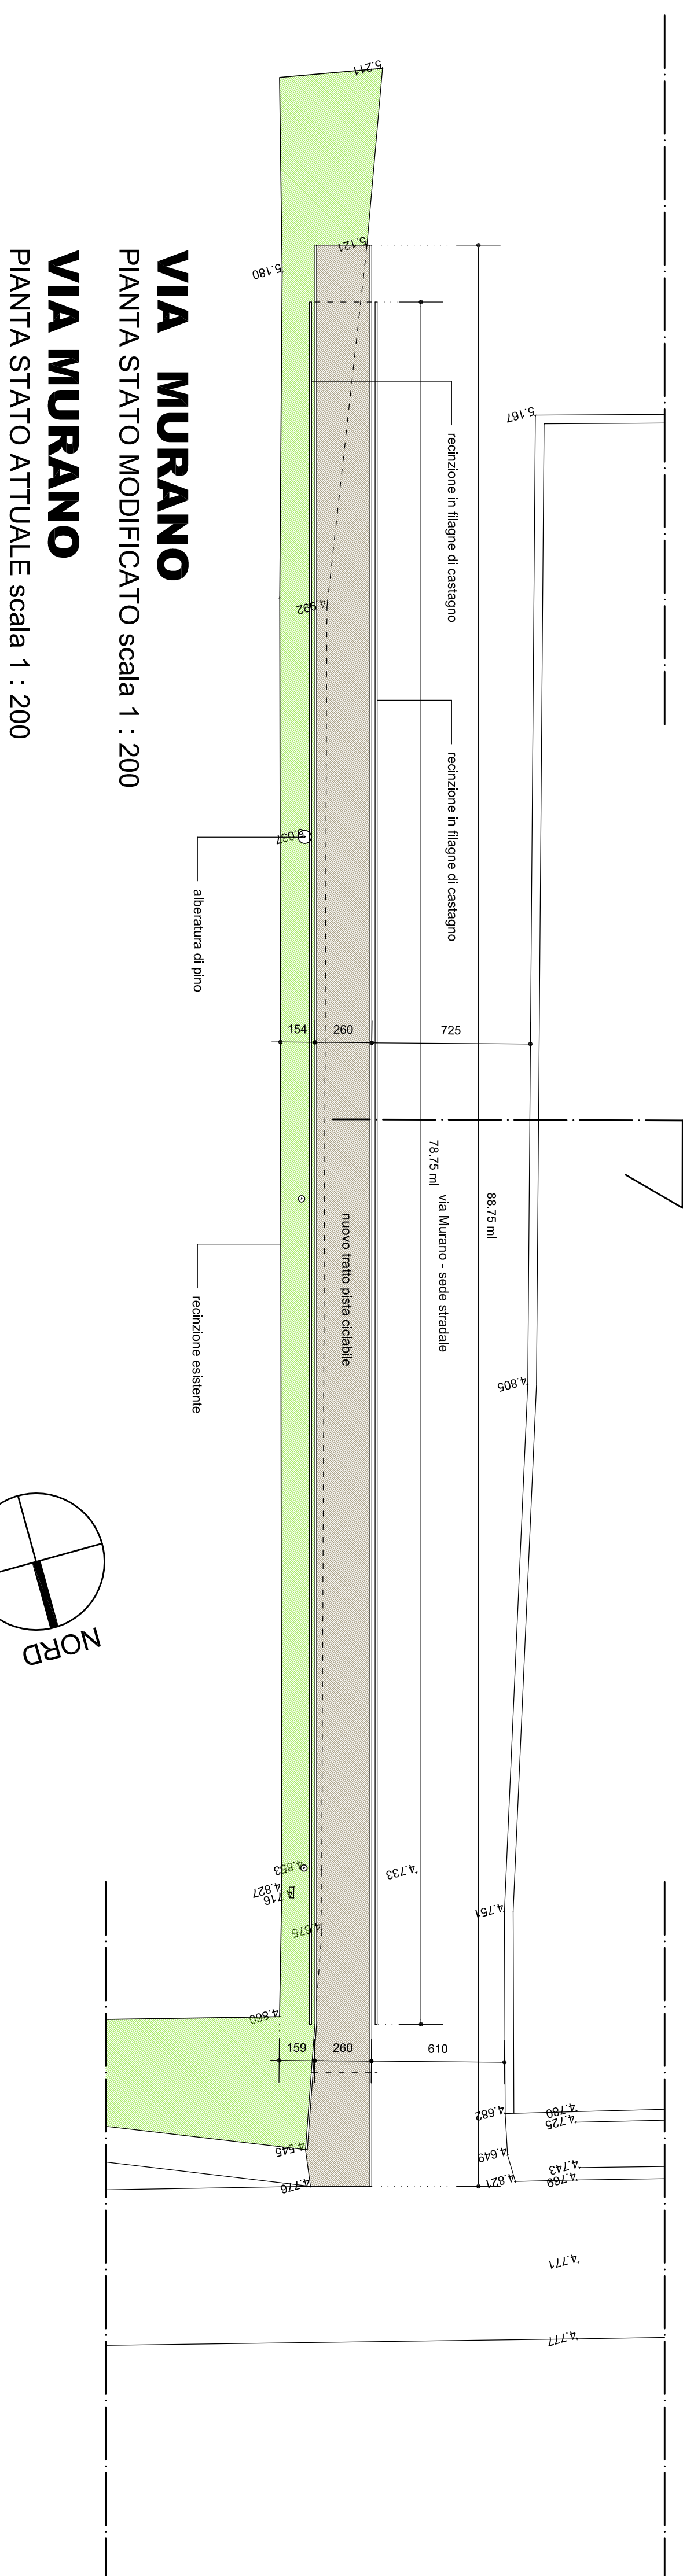 VIA MURANO
PIANTA STATO MODIFICATO scala 1 : 200
VIA MURANO
PIANTA STATO ATTUALE scala 1 : 200
5.211
5.121
5.180
5.167
recinzione in filagne di castagno
4.992
recinzione in filagne di castagno
5.037
alberatura di pino
154
260
725
78.75 ml
via Murano - sede stradale
88.75 ml
nuovo tratto pista ciclabile
recinzione esistente
4.805
NORD
4.853
4.827
4.716
4.733
4.751
4.675
4.860
159
260
610
4.682
4.780
4.725
4.545
4.649
4.743
4.776
4.821
4.769
4.771
4.777